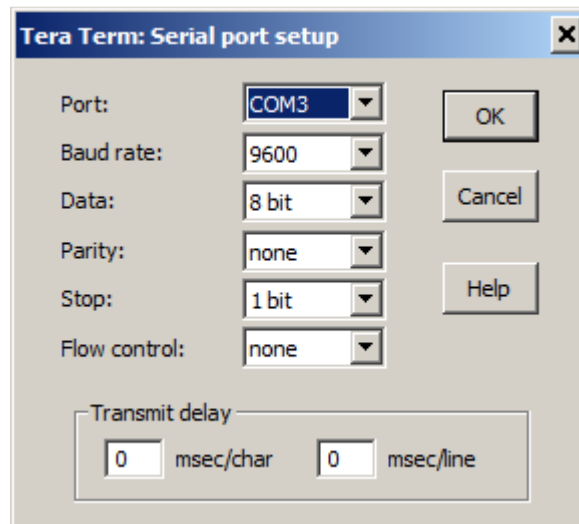 Tera Term: Serial port setup
Port: COM3 OK
Baud rate: 9600
Data: 8 bit Cancel
Parity: none
Stop: 1 bit Help
Flow control: none
Transmit delay
0 msec/char 0 msec/line